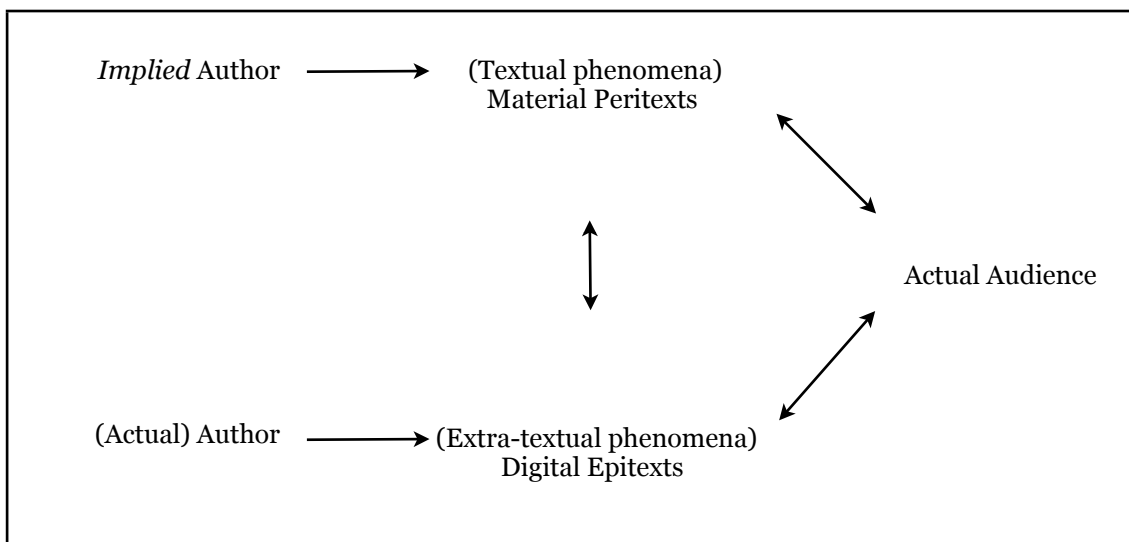 Implied Author
(Textual phenomena)
Material Peritexts
Actual Audience
(Actual) Author
(Extra-textual phenomena)
Digital Epitexts